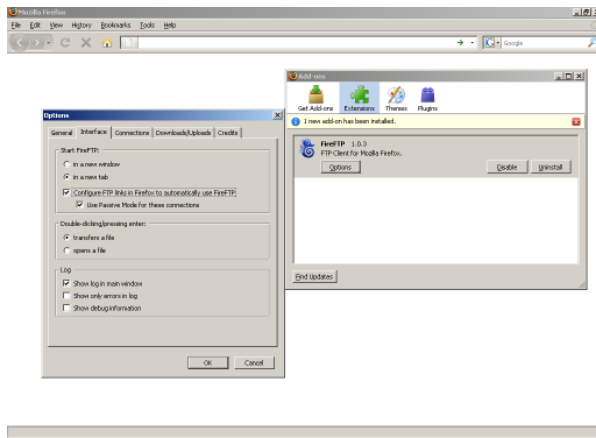 Mozilla Firefox
File Edit View History Bookmarks Tools Help
Google
Add-ons
Get Add-ons Extensions Themes Plugins
1 new add-on has been installed.
FireFTP 1.0.3
FTP Client for Mozilla Firefox.
Options Disable Uninstall
Find Updates
Options
General Interface Connections Downloads/Uploads Credits
Start FireFTP:
in a new window
in a new tab
Configure FTP links in Firefox to automatically use FireFTP.
Use Passive Mode for these connections
Double-clicking/pressing enter:
transfers a file
opens a file
Log
Show log in main window
Show only errors in log
Show debug information
OK Cancel